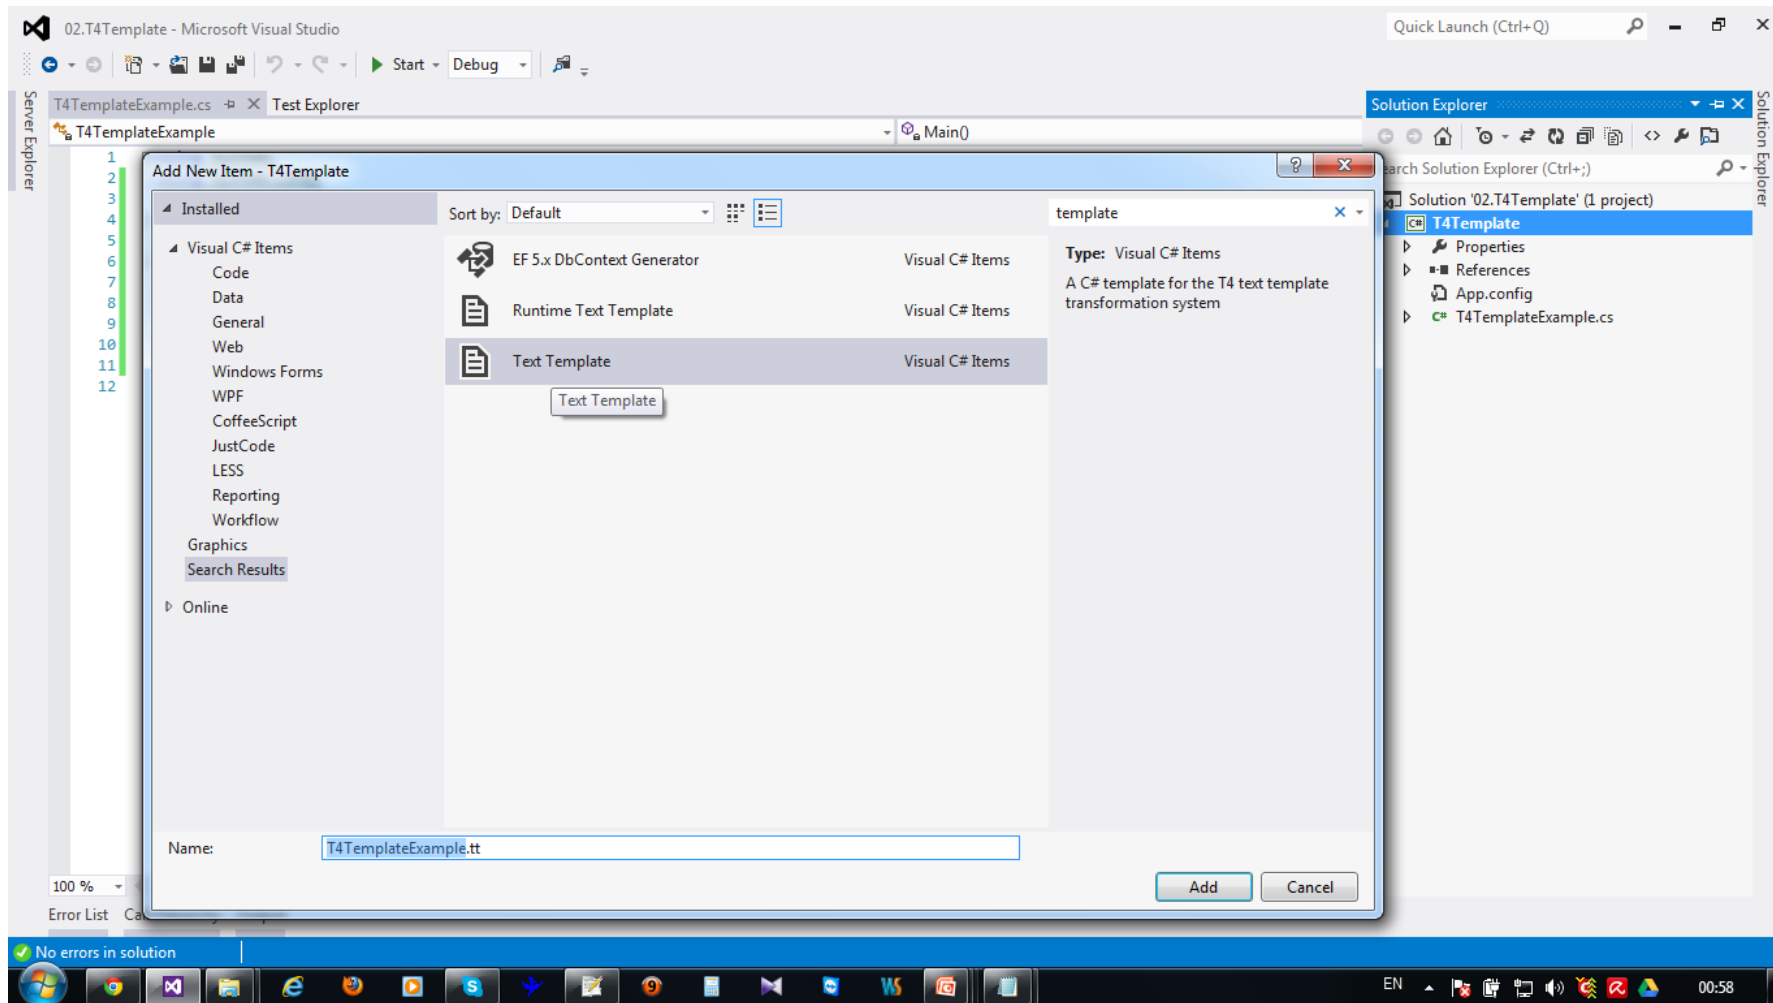 02.T4Template - Microsoft Visual Studio
Quick Launch (Ctrl+Q)
Start
Debug
Server Explorer
T4TemplateExample.cs
Test Explorer
T4TemplateExample
Main()
1
2
3
4
5
6
7
8
9
10
11
12
Add New Item - T4Template
?
Installed
Visual C# Items
Code
Data
General
Web
Windows Forms
WPF
CoffeeScript
JustCode
LESS
Reporting
Workflow
Graphics
Search Results
Online
Sort by: Default
EF 5.x DbContext Generator Visual C# Items
Runtime Text Template Visual C# Items
Text Template Visual C# Items
Text Template
template
Type: Visual C# Items
A C# template for the T4 text template
transformation system
Name: T4TemplateExample.tt
Add
Cancel
Solution Explorer
arch Solution Explorer (Ctrl+;)
Solution '02.T4Template' (1 project)
C# T4Template
Properties
References
App.config
C# T4TemplateExample.cs
Solution Explorer
100 %
Error List
No errors in solution
EN
00:58